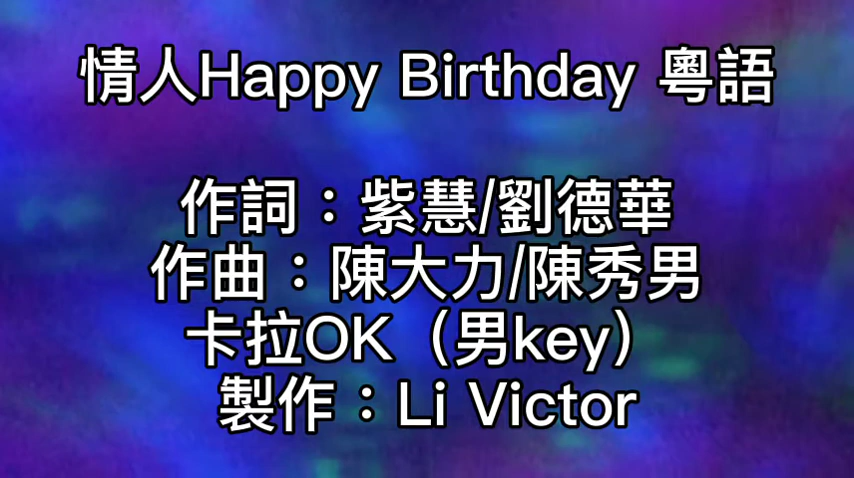 情人Happy Birthday 粵語
作詞：紫慧/劉德華
作曲：陳大力/陳秀男
卡拉OK（男key）
製作：Li Victor